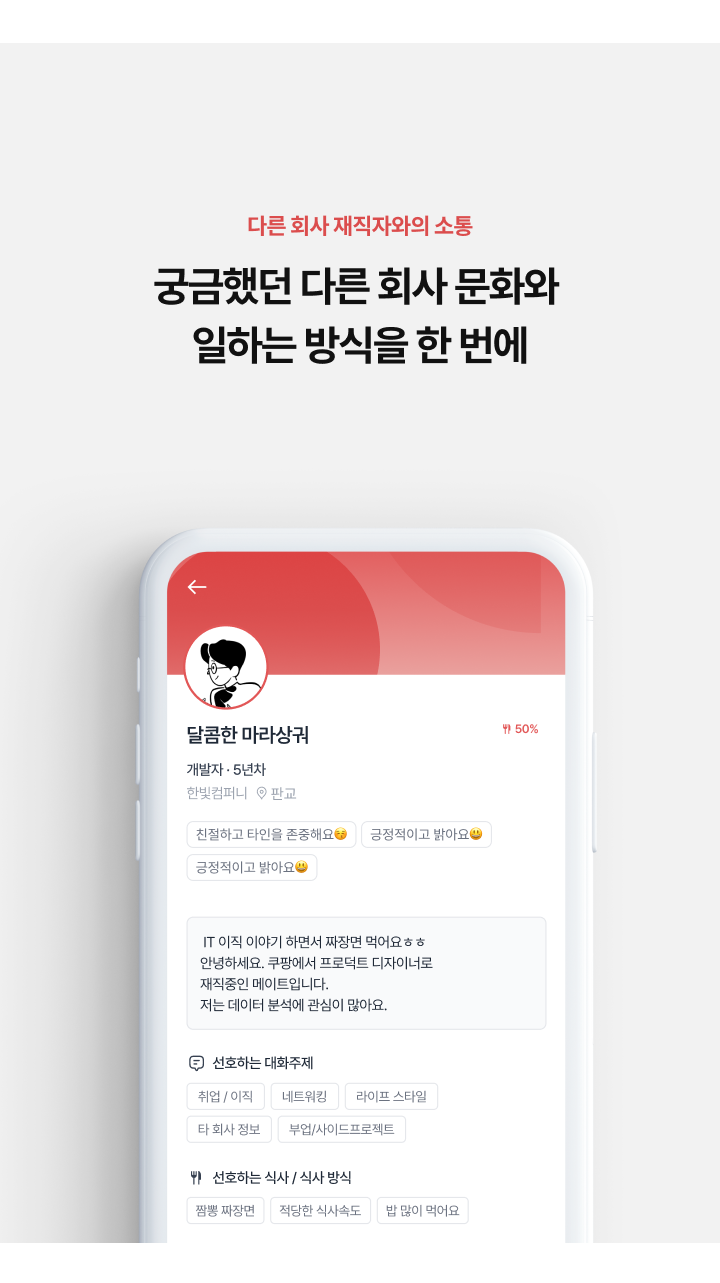 다른 회사 재직자와의 소통
궁금했던 다른 회사 문화와
일하는 방식을 한 번에
달콤한 마라샹궈
50%
개발자 · 5년차
한빛컴퍼니 판교
친절하고 타인을 존중해요😚 긍정적이고 밝아요😃
긍정적이고 밝아요😃
IT 이직 이야기 하면서 짜장면 먹어요ㅎㅎ
안녕하세요. 쿠팡에서 프로덕트 디자이너로
재직중인 메이트입니다.
저는 데이터 분석에 관심이 많아요.
선호하는 대화주제
취업 / 이직 네트워킹 라이프 스타일
타 회사 정보 부업/사이드프로젝트
선호하는 식사 / 식사 방식
짬뽕 짜장면 적당한 식사속도 밥 많이 먹어요